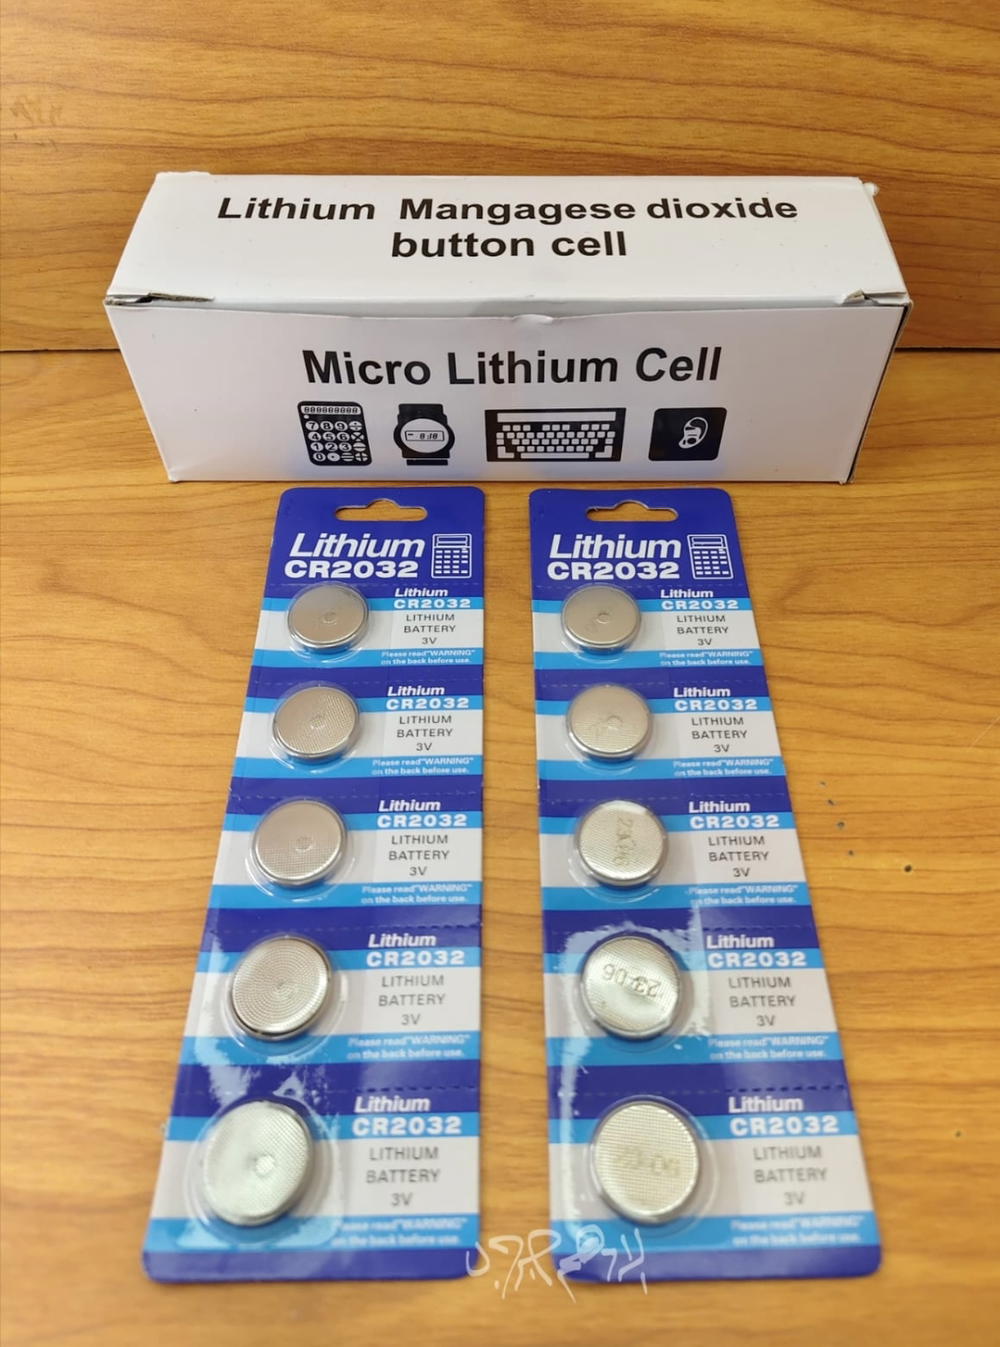 Lithium Mangagese dioxide
button cell
Micro Lithium Cell
Lithium
CR2032
Lithium
CR2032
LITHIUM
BATTERY
3V
Please read"WARNING"
on the back before use.
Lithium
CR2032
LITHIUM
BATTERY
3V
Please read"WARNING"
on the back before use.
Lithium
CR2032
LITHIUM
BATTERY
3V
Please read"WARNING"
on the back before use.
Lithium
CR2032
LITHIUM
BATTERY
3V
Please read"WARNING"
on the back before use.
Lithium
CR2032
LITHIUM
BATTERY
3V
Please read"WARNING"
on the back before use.
Lithium
CR2032
Lithium
CR2032
LITHIUM
BATTERY
3V
Please read"WARNING"
on the back before use.
Lithium
CR2032
LITHIUM
BATTERY
3V
Please read"WARNING"
on the back before use.
Lithium
CR2032
LITHIUM
BATTERY
3V
Please read"WARNING"
on the back before use.
23-06
Lithium
CR2032
LITHIUM
BATTERY
3V
Please read"WARNING"
on the back before use.
23-06
Lithium
CR2032
LITHIUM
BATTERY
3V
Please read"WARNING"
on the back before use.